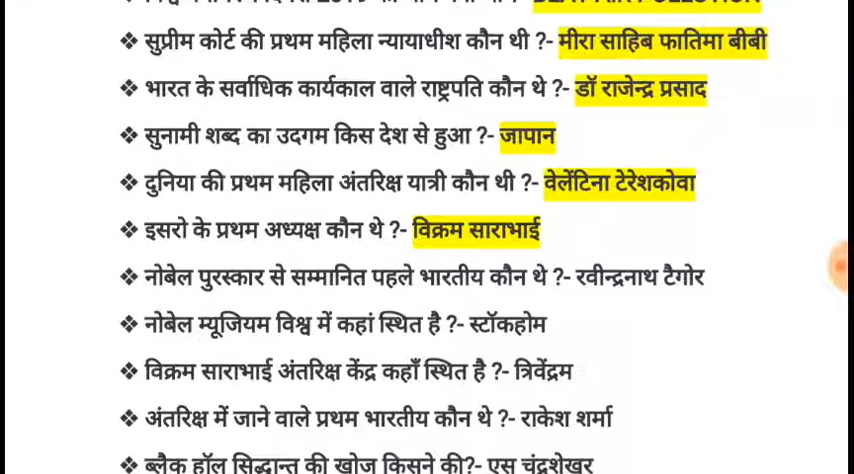 ❖ सुप्रीम कोर्ट की प्रथम महिला न्यायाधीश कौन थी ?- मीरा साहिब फातिमा बीबी
❖ भारत के सर्वाधिक कार्यकाल वाले राष्ट्रपति कौन थे ?- डॉ राजेन्द्र प्रसाद
❖ सुनामी शब्द का उदगम किस देश से हुआ ?- जापान
❖ दुनिया की प्रथम महिला अंतरिक्ष यात्री कौन थी ?- वेलेंटिना टेरेशकोवा
❖ इसरो के प्रथम अध्यक्ष कौन थे ?- विक्रम साराभाई
❖ नोबेल पुरस्कार से सम्मानित पहले भारतीय कौन थे ?- रवीन्द्रनाथ टैगोर
❖ नोबेल म्यूजियम विश्व में कहां स्थित है ?- स्टॉकहोम
❖ विक्रम साराभाई अंतरिक्ष केंद्र कहाँ स्थित है ?- त्रिवेंद्रम
❖ अंतरिक्ष में जाने वाले प्रथम भारतीय कौन थे ?- राकेश शर्मा
❖ ब्लैक हॉल सिद्धान्त की खोज किसने की?- एस चंद्रशेखर